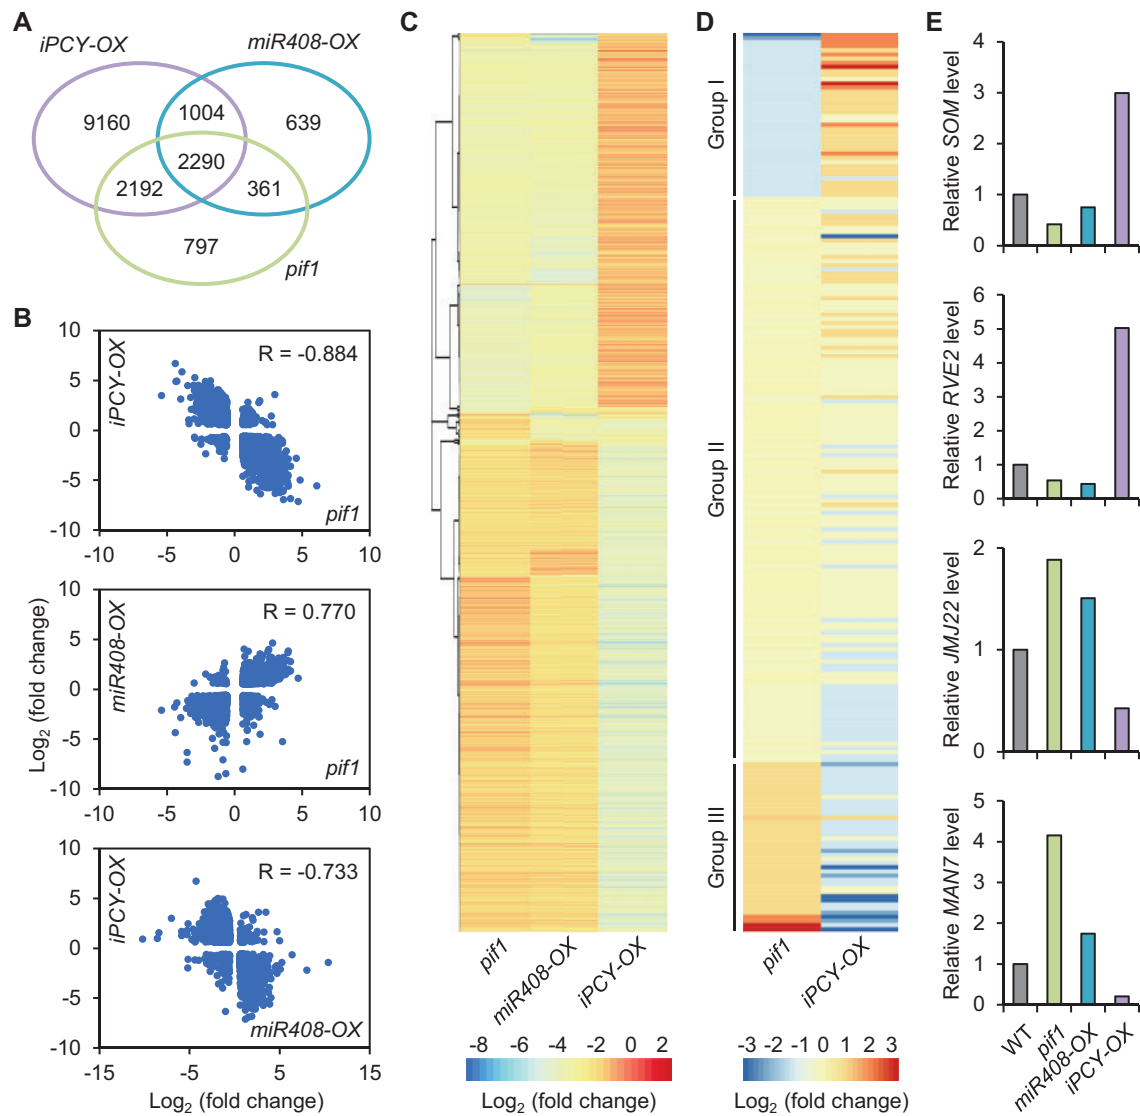 A
iPCY-OX
miR408-OX
9160
1004
639
2290
2192
361
797
pif1
B
10
5
0
-5
-10
-10
-5
0
5
10
iPCY-OX
R = -0.884
pif1
10
5
0
-5
-10
-10
-5
0
5
10
miR408-OX
R = 0.770
pif1
Log2 (fold change)
10
5
0
-5
-10
-15
-5
5
15
iPCY-OX
R = -0.733
miR408-OX
Log2 (fold change)
C
pif1
miR408-OX
iPCY-OX
-8
-6
-4
-2
0
2
Log2 (fold change)
D
Group I
Group II
Group III
pif1
iPCY-OX
-3
-2
-1
0
1
2
3
Log2 (fold change)
E
Relative SOM level
4
3
2
1
0
Relative RVE2 level
6
5
4
3
2
1
0
Relative JMJ22 level
2
1
0
Relative MAN7 level
5
4
3
2
1
0
WT
pif1
miR408-OX
iPCY-OX